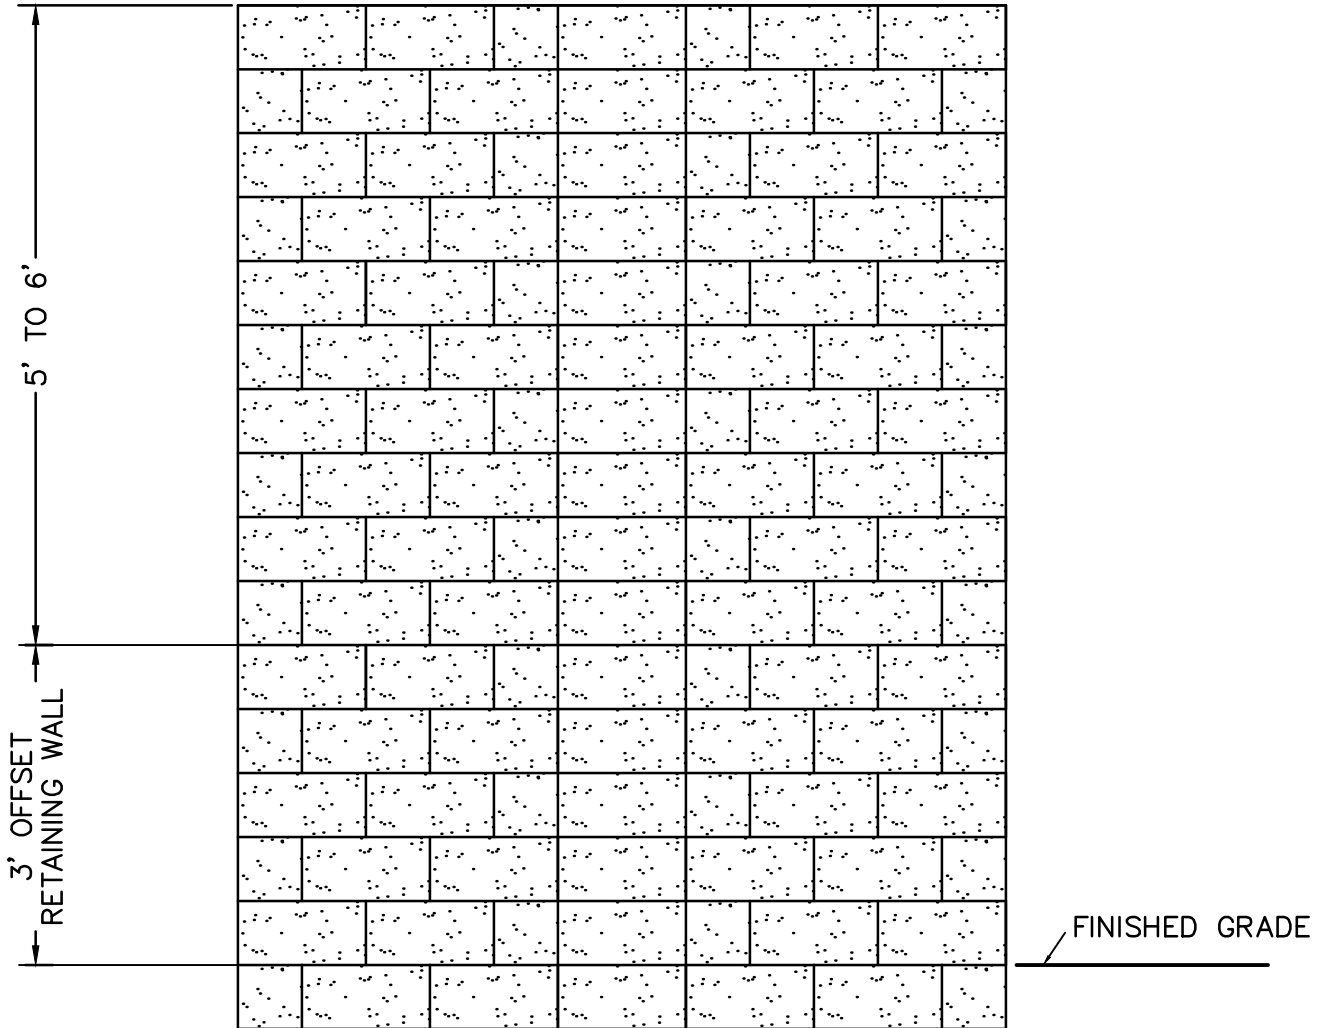 5' TO 6'
3' OFFSET
RETAINING WALL
FINISHED GRADE